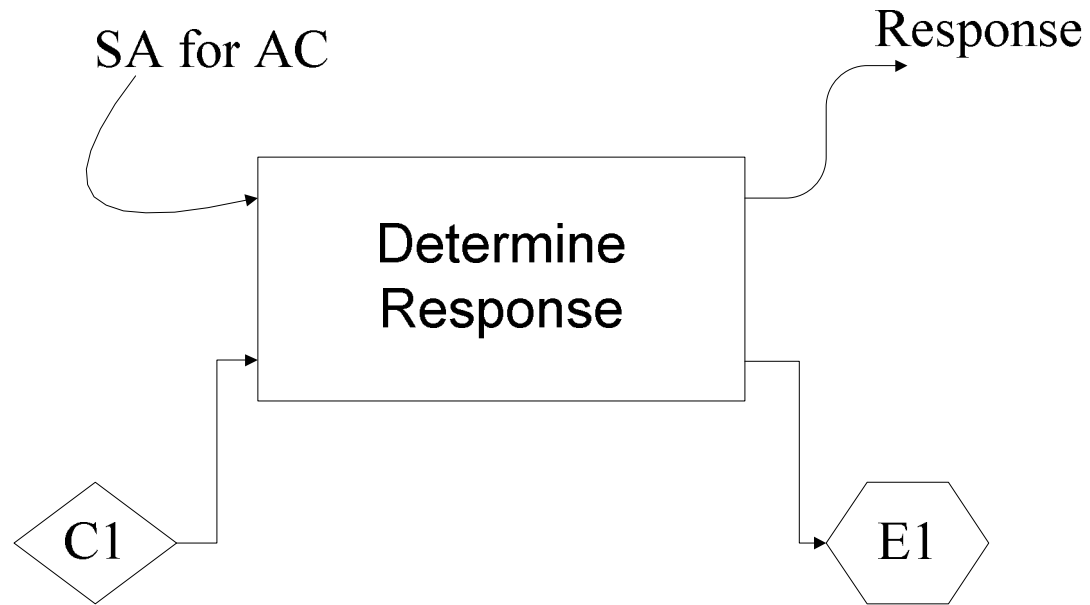 SA for AC
Response
Determine
Response
C1
E1